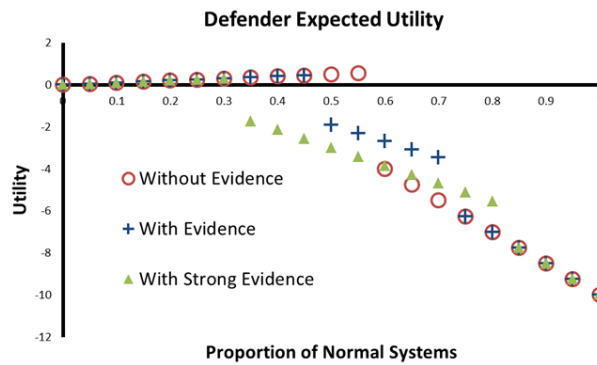 Defender Expected Utility
2
0
-2
-4
-6
-8
-10
-12
0 0.1 0.2 0.3 0.4 0.5 0.6 0.7 0.8 0.9
Utility
Without Evidence
With Evidence
With Strong Evidence
Proportion of Normal Systems